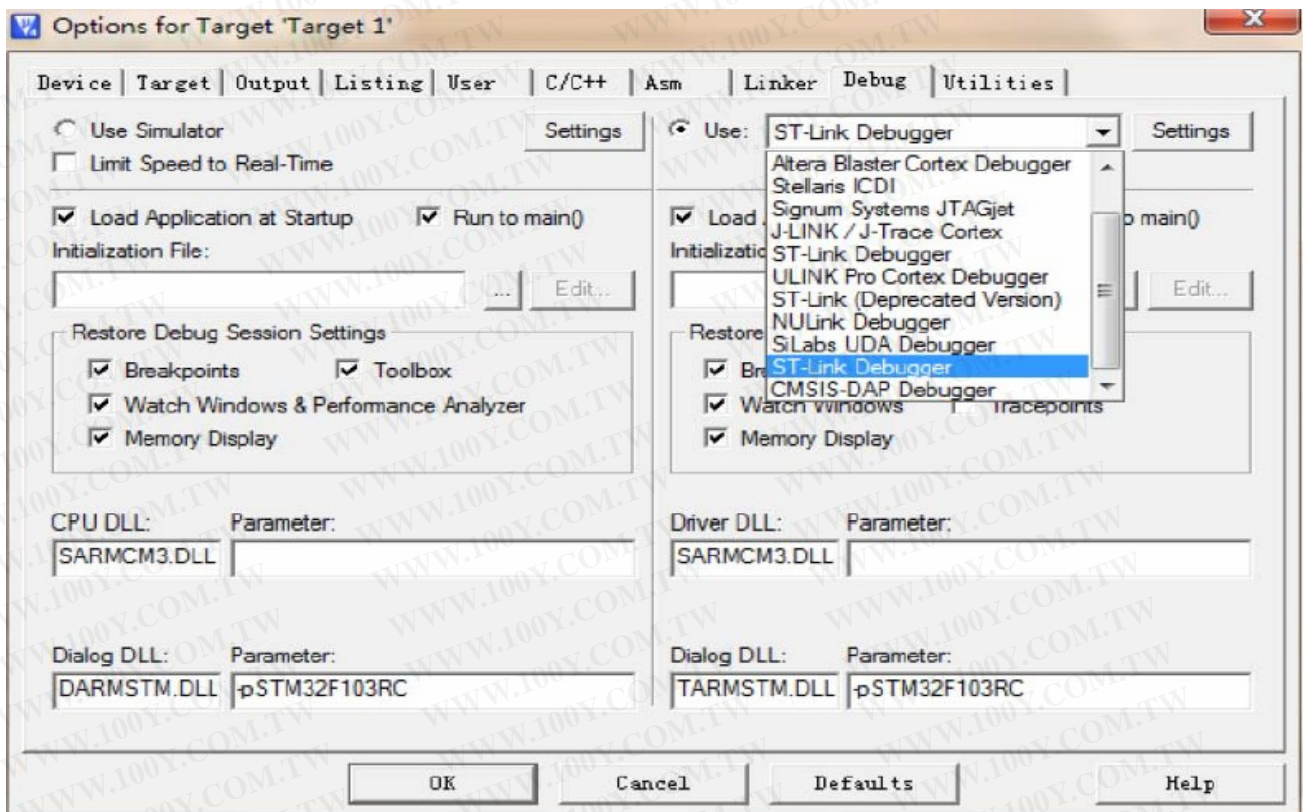 Options for Target 'Target 1'
Device | Target | Output | Listing | User | C/C++ | Asm | Linker | Debug | Utilities
Use Simulator Settings
Limit Speed to Real-Time
Load Application at Startup Run to main()
Initialization File:
... Edit...
Restore Debug Session Settings
Breakpoints Toolbox
Watch Windows & Performance Analyzer
Memory Display
CPU DLL: Parameter:
SARMCM3.DLL
Dialog DLL: Parameter:
DARMSTM.DLL -pSTM32F103RC
Use: ST-Link Debugger Settings
Altera Blaster Cortex Debugger
Stellaris ICDI
Signum Systems JTAGjet
J-LINK / J-Trace Cortex
ST-Link Debugger
ULINK Pro Cortex Debugger
ST-Link (Deprecated Version)
NULink Debugger
SiLabs UDA Debugger
ST-Link Debugger
CMSIS-DAP Debugger
Load main()
Edit...
Restore
Watch Windows Tracepoints
Memory Display
Driver DLL: Parameter:
SARMCM3.DLL
Dialog DLL: Parameter:
TARMSTM.DLL -pSTM32F103RC
OK Cancel Defaults Help
WWW.100Y.COM.TW